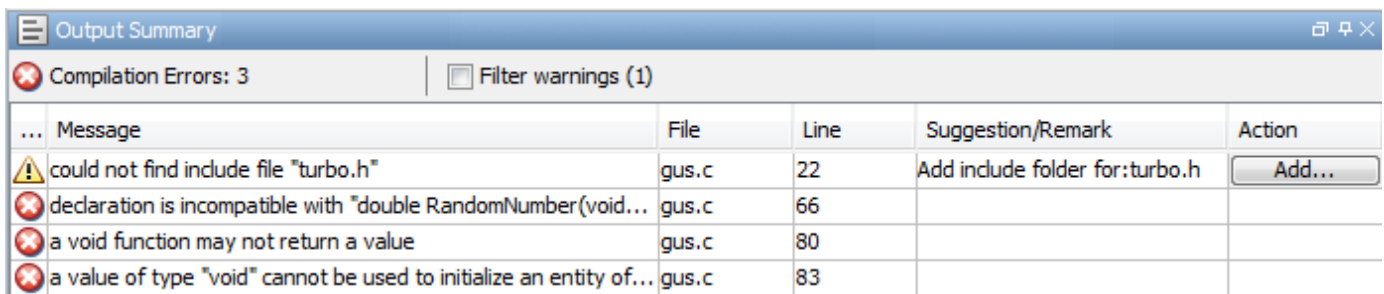 Output Summary
Compilation Errors: 3 Filter warnings (1)
... Message File Line Suggestion/Remark Action
could not find include file "turbo.h" gus.c 22 Add include folder for:turbo.h Add...
declaration is incompatible with "double RandomNumber(void... gus.c 66
a void function may not return a value gus.c 80
a value of type "void" cannot be used to initialize an entity of... gus.c 83